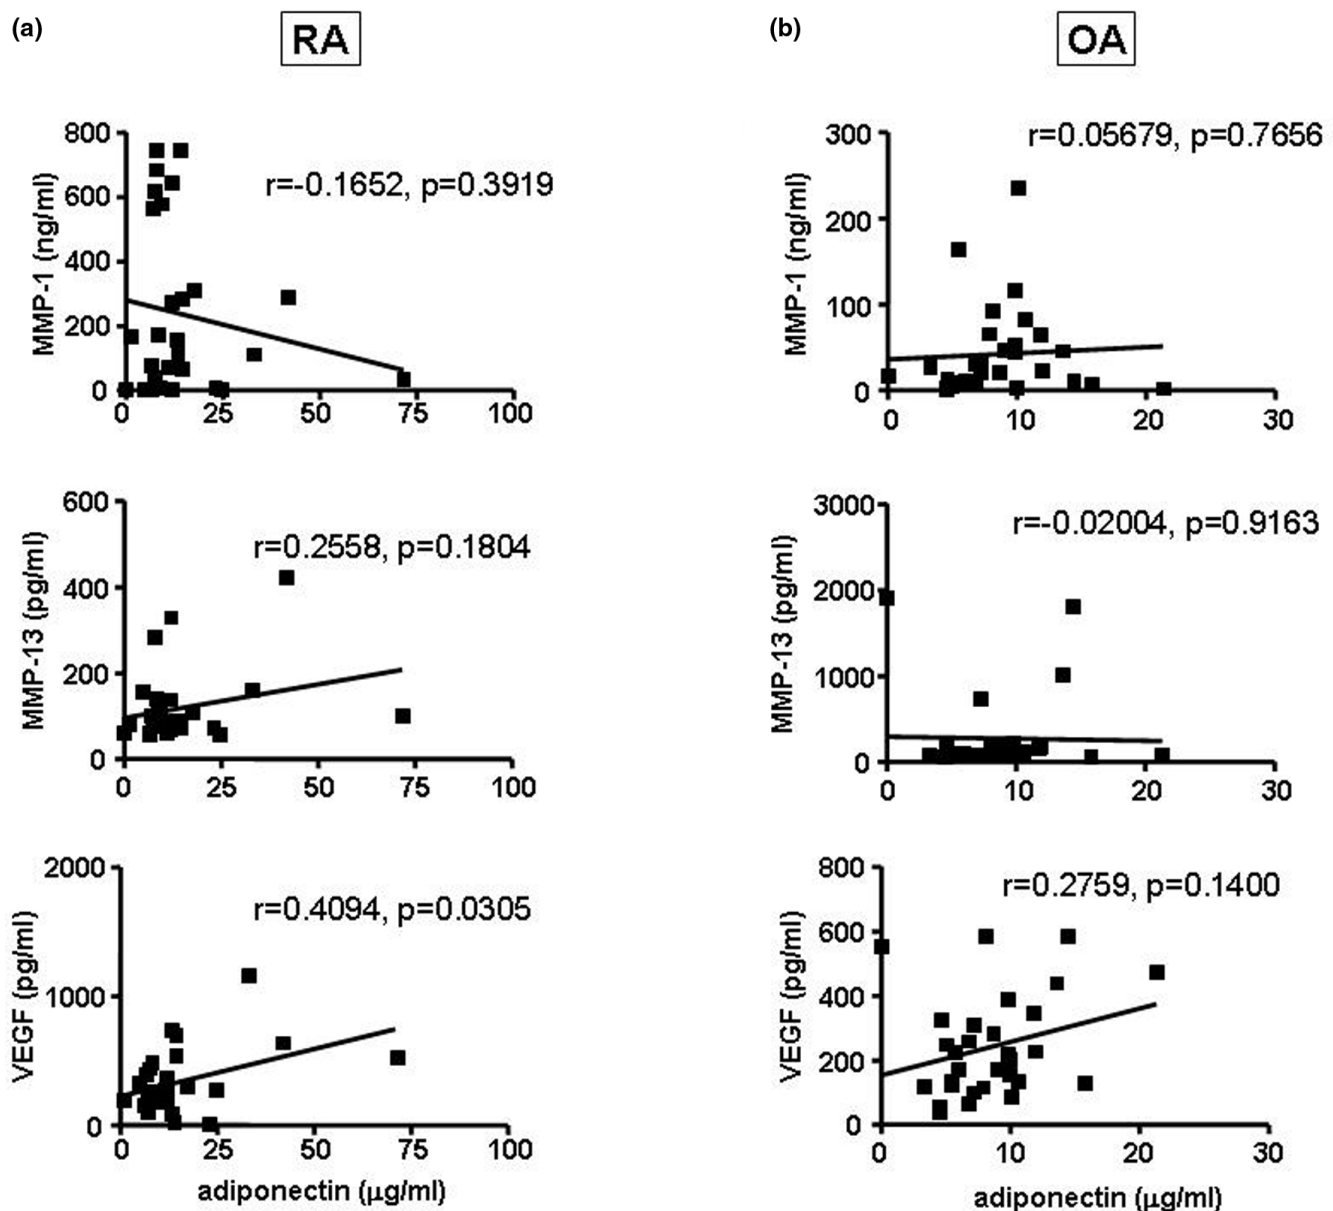 (a)
RA
(b)
OA
r=-0.1652, p=0.3919
MMP-1 (ng/ml)
800
600
400
200
0
0 25 50 75 100
r=0.05679, p=0.7656
MMP-1 (ng/ml)
300
200
100
0
0 10 20 30
r=0.2558, p=0.1804
MMP-13 (pg/ml)
600
400
200
0
0 25 50 75 100
r=-0.02004, p=0.9163
MMP-13 (pg/ml)
3000
2000
1000
0
0 10 20 30
r=0.4094, p=0.0305
VEGF (pg/ml)
2000
1000
0
0 25 50 75 100
adiponectin (μg/ml)
r=0.2759, p=0.1400
VEGF (pg/ml)
800
600
400
200
0
0 10 20 30
adiponectin (μg/ml)